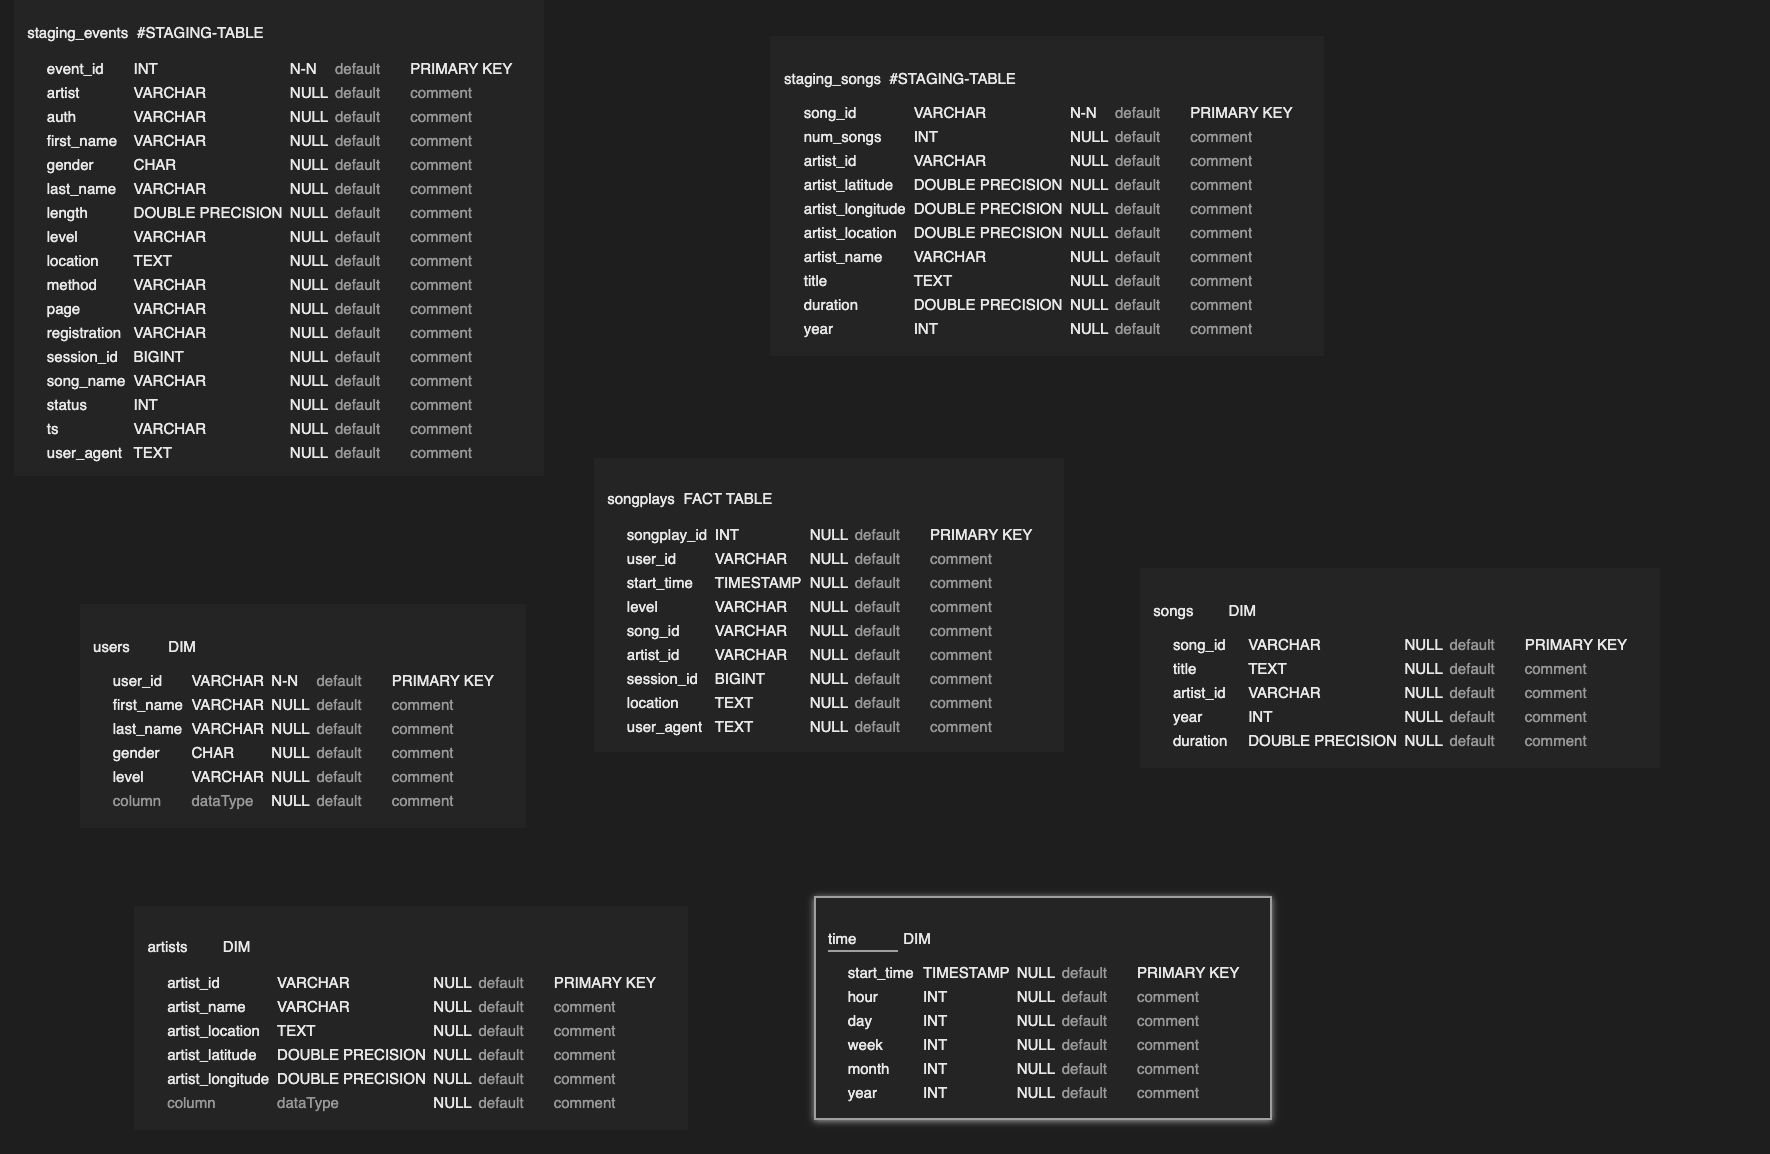 staging_events #STAGING-TABLE
event_id INT N-N default PRIMARY KEY
artist VARCHAR NULL default comment
auth VARCHAR NULL default comment
first_name VARCHAR NULL default comment
gender CHAR NULL default comment
last_name VARCHAR NULL default comment
length DOUBLE PRECISION NULL default comment
level VARCHAR NULL default comment
location TEXT NULL default comment
method VARCHAR NULL default comment
page VARCHAR NULL default comment
registration VARCHAR NULL default comment
session_id BIGINT NULL default comment
song_name VARCHAR NULL default comment
status INT NULL default comment
ts VARCHAR NULL default comment
user_agent TEXT NULL default comment
staging_songs #STAGING-TABLE
song_id VARCHAR N-N default PRIMARY KEY
num_songs INT NULL default comment
artist_id VARCHAR NULL default comment
artist_latitude DOUBLE PRECISION NULL default comment
artist_longitude DOUBLE PRECISION NULL default comment
artist_location DOUBLE PRECISION NULL default comment
artist_name VARCHAR NULL default comment
title TEXT NULL default comment
duration DOUBLE PRECISION NULL default comment
year INT NULL default comment
songplays FACT TABLE
songplay_id INT NULL default PRIMARY KEY
user_id VARCHAR NULL default comment
start_time TIMESTAMP NULL default comment
level VARCHAR NULL default comment
song_id VARCHAR NULL default comment
artist_id VARCHAR NULL default comment
session_id BIGINT NULL default comment
location TEXT NULL default comment
user_agent TEXT NULL default comment
users DIM
user_id VARCHAR N-N default PRIMARY KEY
first_name VARCHAR NULL default comment
last_name VARCHAR NULL default comment
gender CHAR NULL default comment
level VARCHAR NULL default comment
column dataType NULL default comment
songs DIM
song_id VARCHAR NULL default PRIMARY KEY
title TEXT NULL default comment
artist_id VARCHAR NULL default comment
year INT NULL default comment
duration DOUBLE PRECISION NULL default comment
artists DIM
artist_id VARCHAR NULL default PRIMARY KEY
artist_name VARCHAR NULL default comment
artist_location TEXT NULL default comment
artist_latitude DOUBLE PRECISION NULL default comment
artist_longitude DOUBLE PRECISION NULL default comment
column dataType NULL default comment
time DIM
start_time TIMESTAMP NULL default PRIMARY KEY
hour INT NULL default comment
day INT NULL default comment
week INT NULL default comment
month INT NULL default comment
year INT NULL default comment